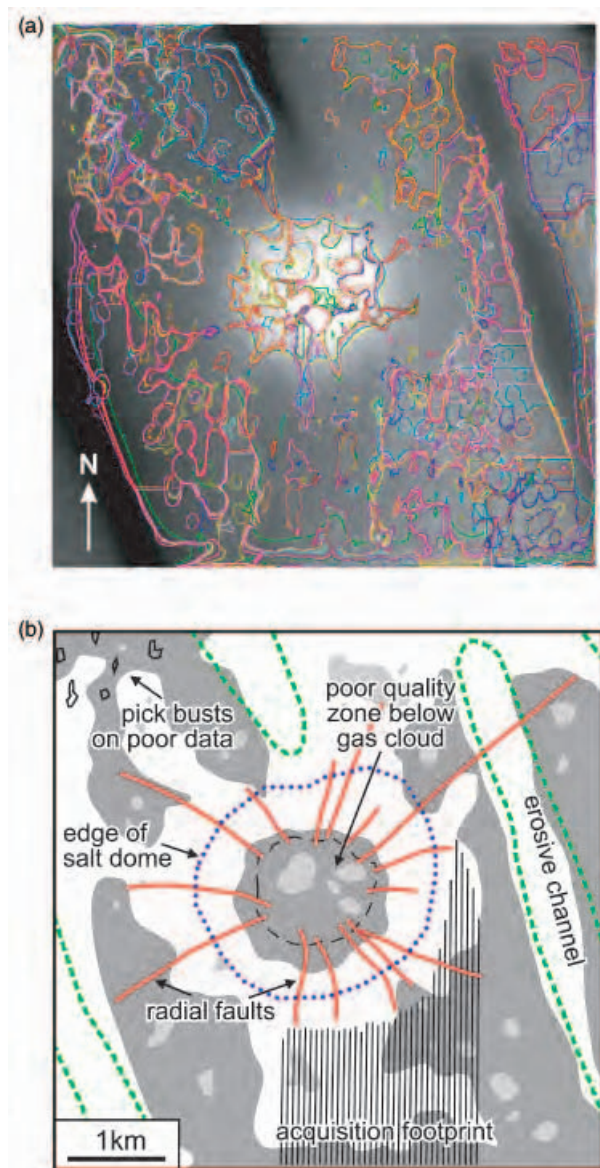 (a)
N
(b)
pick busts
on poor data
poor quality
zone below
gas cloud
edge of
salt dome
erosive channel
radial faults
acquisition footprint
1km